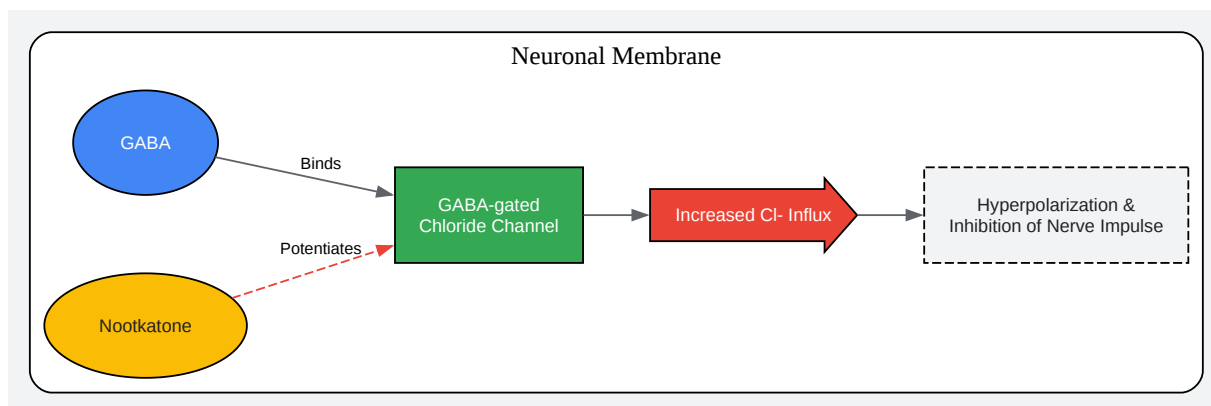 Neuronal Membrane
GABA
Binds
GABA-gated
Chloride Channel
Increased Cl- Influx
Hyperpolarization &
Inhibition of Nerve Impulse
Potentiates
Nootkatone